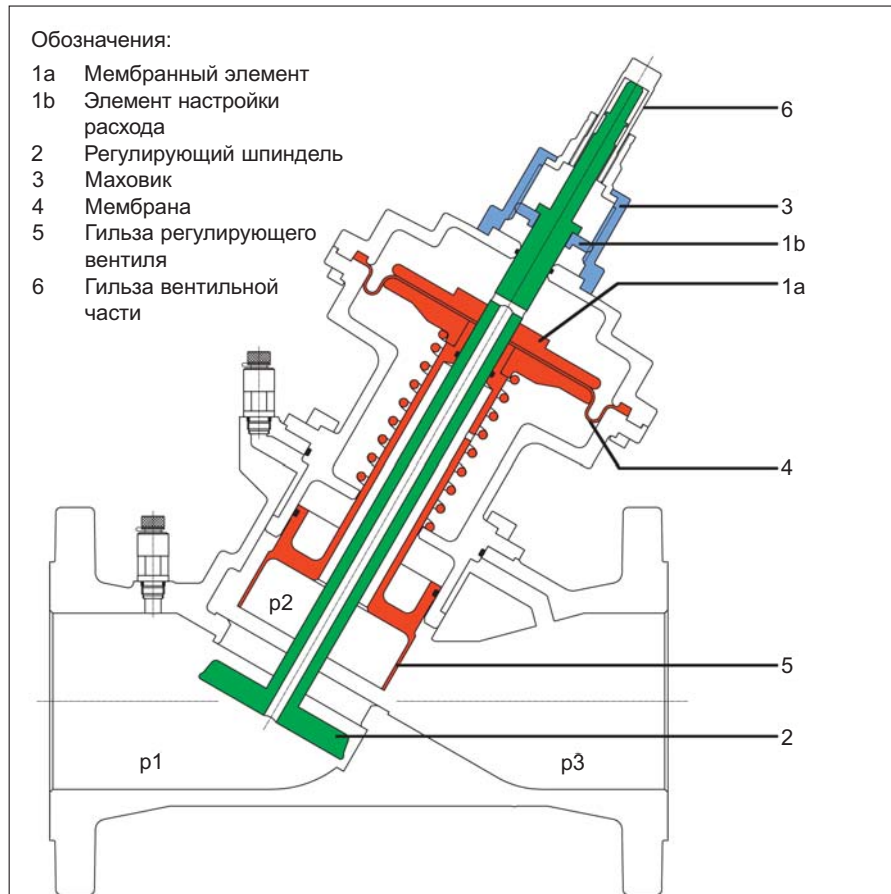 Обозначения:
1a Мембранный элемент
1b Элемент настройки
расхода
2 Регулирующий шпиндель
3 Маховик
4 Мембрана
5 Гильза регулирующего
вентиля
6 Гильза вентильной
части
6
3
1b
1a
4
p2
5
2
p1
p3